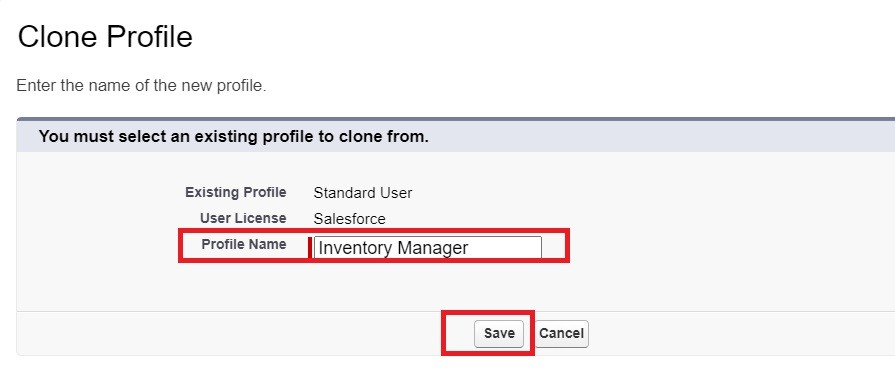 Clone Profile
Enter the name of the new profile.
You must select an existing profile to clone from.
Existing Profile Standard User
User License Salesforce
Profile Name Inventory Manager
Save Cancel